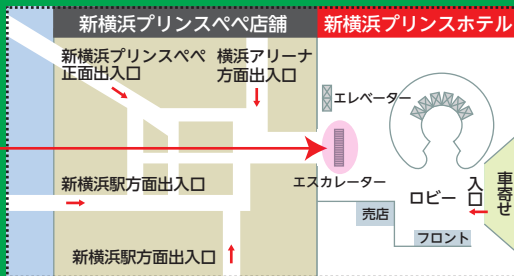 新横浜プリンスペペ店舗
新横浜プリンスホテル
新横浜プリンスペペ
正面出入口
横浜アリーナ
方面出入口
エレベーター
新横浜駅方面出入口
エスカレーター
ロビー
入口
車寄せ
売店
フロント
新横浜駅方面出入口